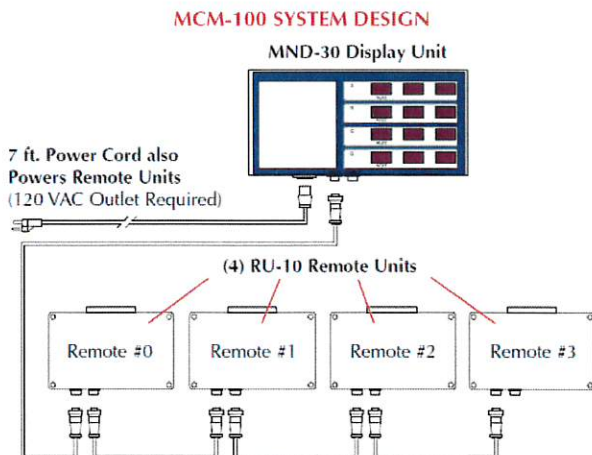 MCM-100 SYSTEM DESIGN
MND-30 Display Unit
7 ft. Power Cord also
Powers Remote Units
(120 VAC Outlet Required)
(4) RU-10 Remote Units
Remote #0
Remote #1
Remote #2
Remote #3